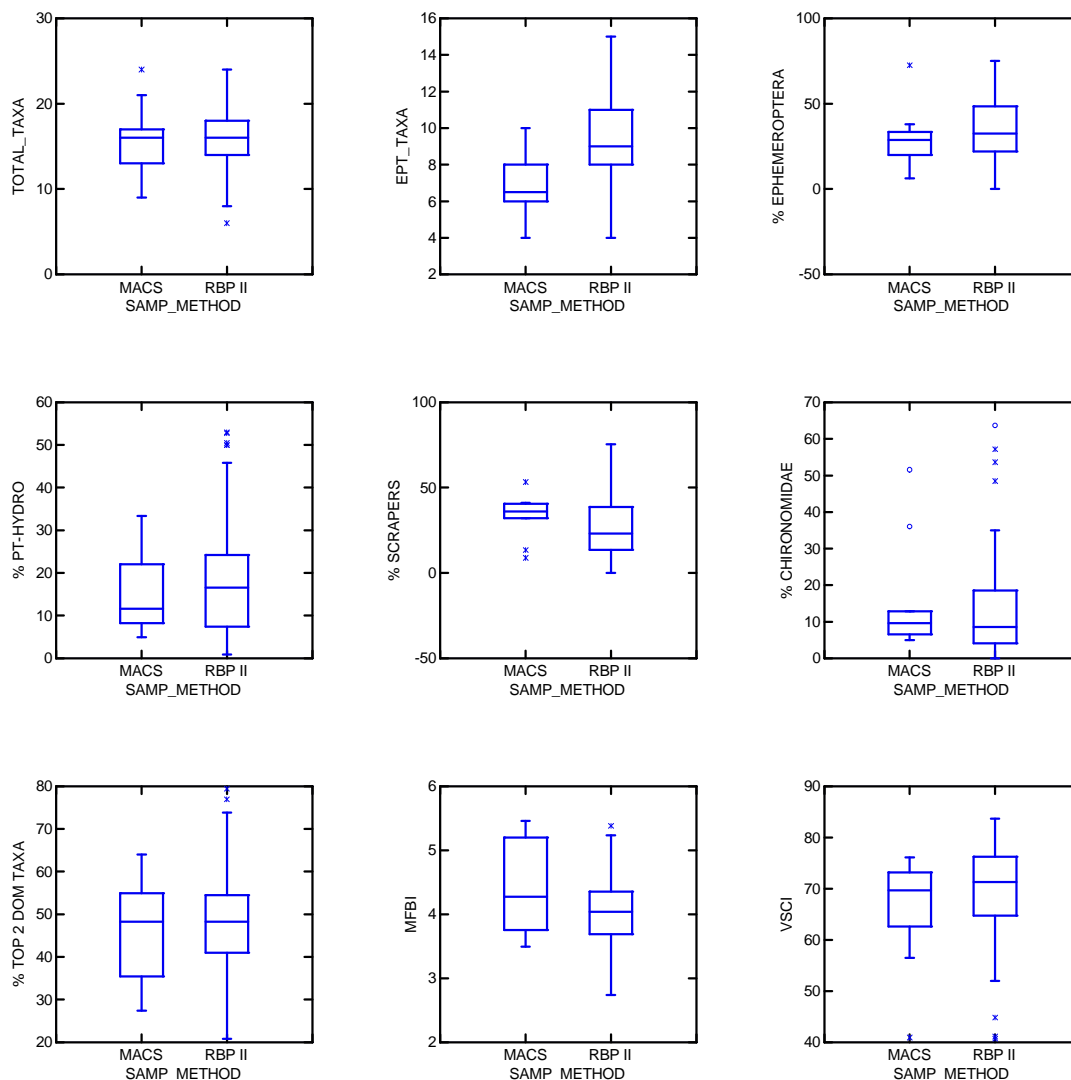 30
20
10
0
TOTAL_TAXA
MACS RBP II
SAMP_METHOD
16
14
12
10
8
6
4
2
EPT_TAXA
MACS RBP II
SAMP_METHOD
100
50
0
-50
% EPHEMEROPTERA
MACS RBP II
SAMP_METHOD
60
50
40
30
20
10
0
% PT-HYDRO
MACS RBP II
SAMP_METHOD
100
50
0
-50
% SCRAPERS
MACS RBP II
SAMP_METHOD
70
60
50
40
30
20
10
0
% CHIRONOMIDAE
MACS RBP II
SAMP_METHOD
80
70
60
50
40
30
20
% TOP 2 DOM TAXA
MACS RBP II
SAMP_METHOD
6
5
4
3
2
MFBI
MACS RBP II
SAMP_METHOD
90
80
70
60
50
40
VSCI
MACS RBP II
SAMP_METHOD